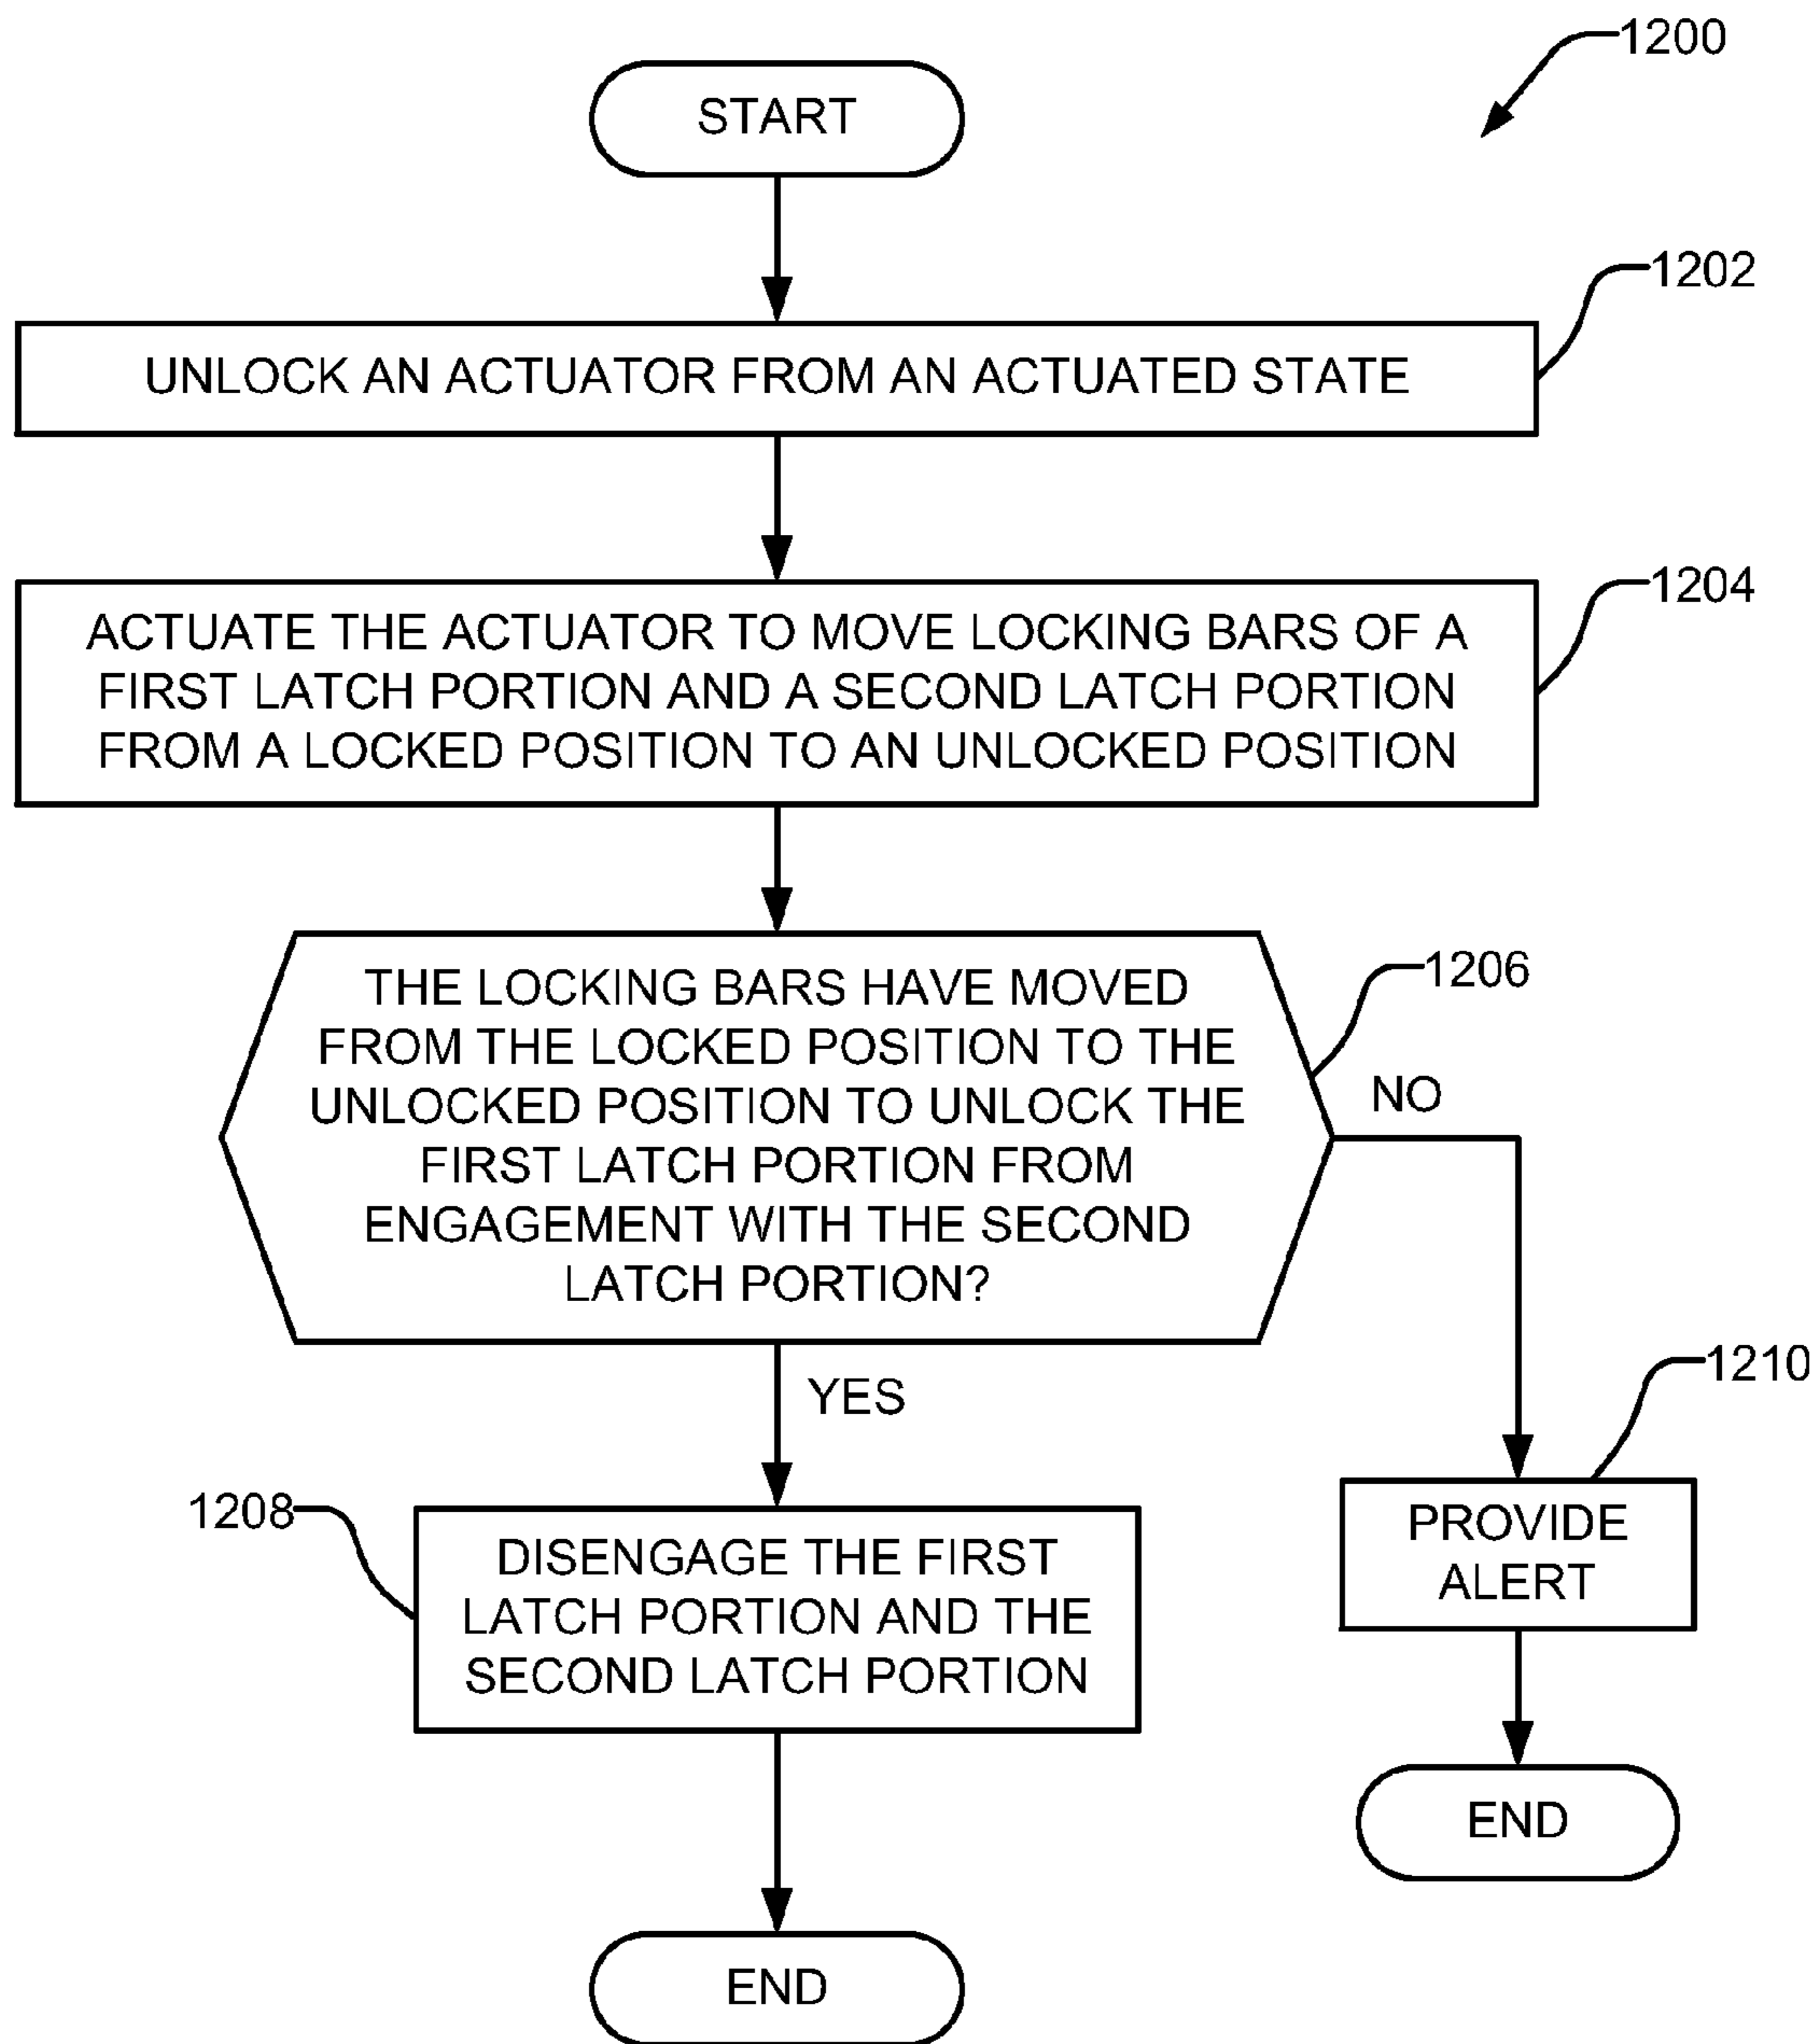 1200
START
1202
UNLOCK AN ACTUATOR FROM AN ACTUATED STATE
1204
ACTUATE THE ACTUATOR TO MOVE LOCKING BARS OF A
FIRST LATCH PORTION AND A SECOND LATCH PORTION
FROM A LOCKED POSITION TO AN UNLOCKED POSITION
1206
THE LOCKING BARS HAVE MOVED
FROM THE LOCKED POSITION TO THE
UNLOCKED POSITION TO UNLOCK THE
FIRST LATCH PORTION FROM
ENGAGEMENT WITH THE SECOND
LATCH PORTION?
NO
YES
1210
1208
DISENGAGE THE FIRST
LATCH PORTION AND THE
SECOND LATCH PORTION
PROVIDE
ALERT
END
END